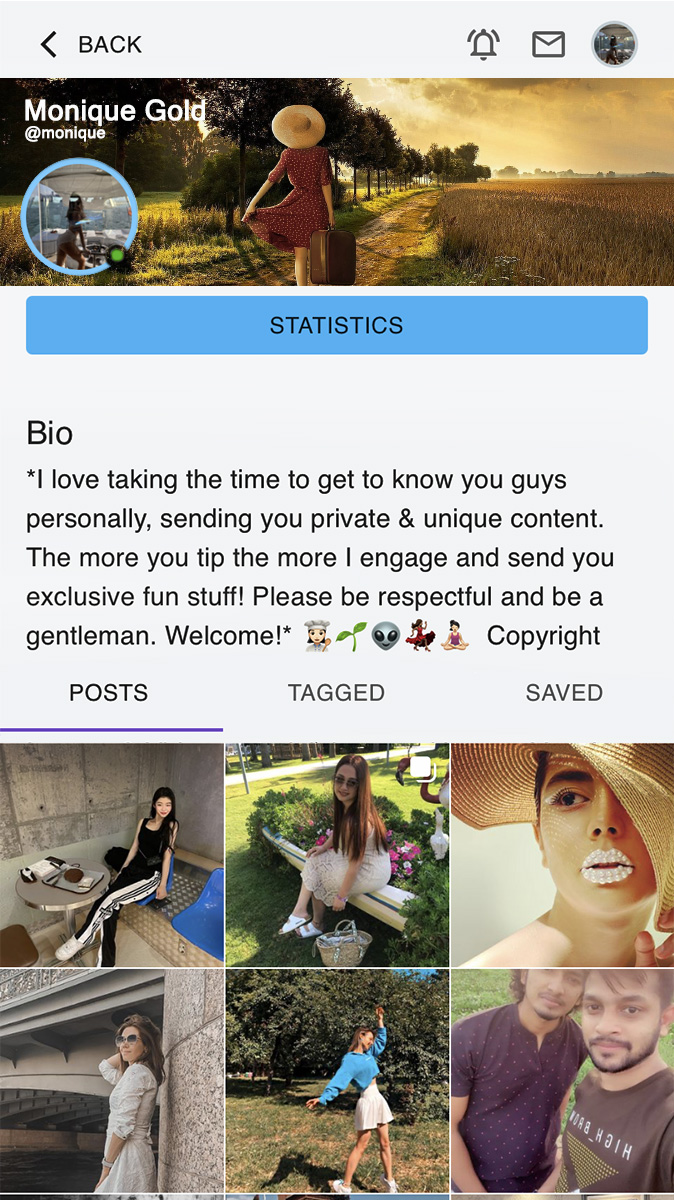 BACK
Monique Gold
@monique
STATISTICS
Bio
*I love taking the time to get to know you guys
personally, sending you private & unique content.
The more you tip the more I engage and send you
exclusive fun stuff! Please be respectful and be a
gentleman. Welcome!* 👩🏻‍🍳🌱👽💃🏻🧘🏻‍♀️ Copyright
POSTS TAGGED SAVED
HIGH_BRO